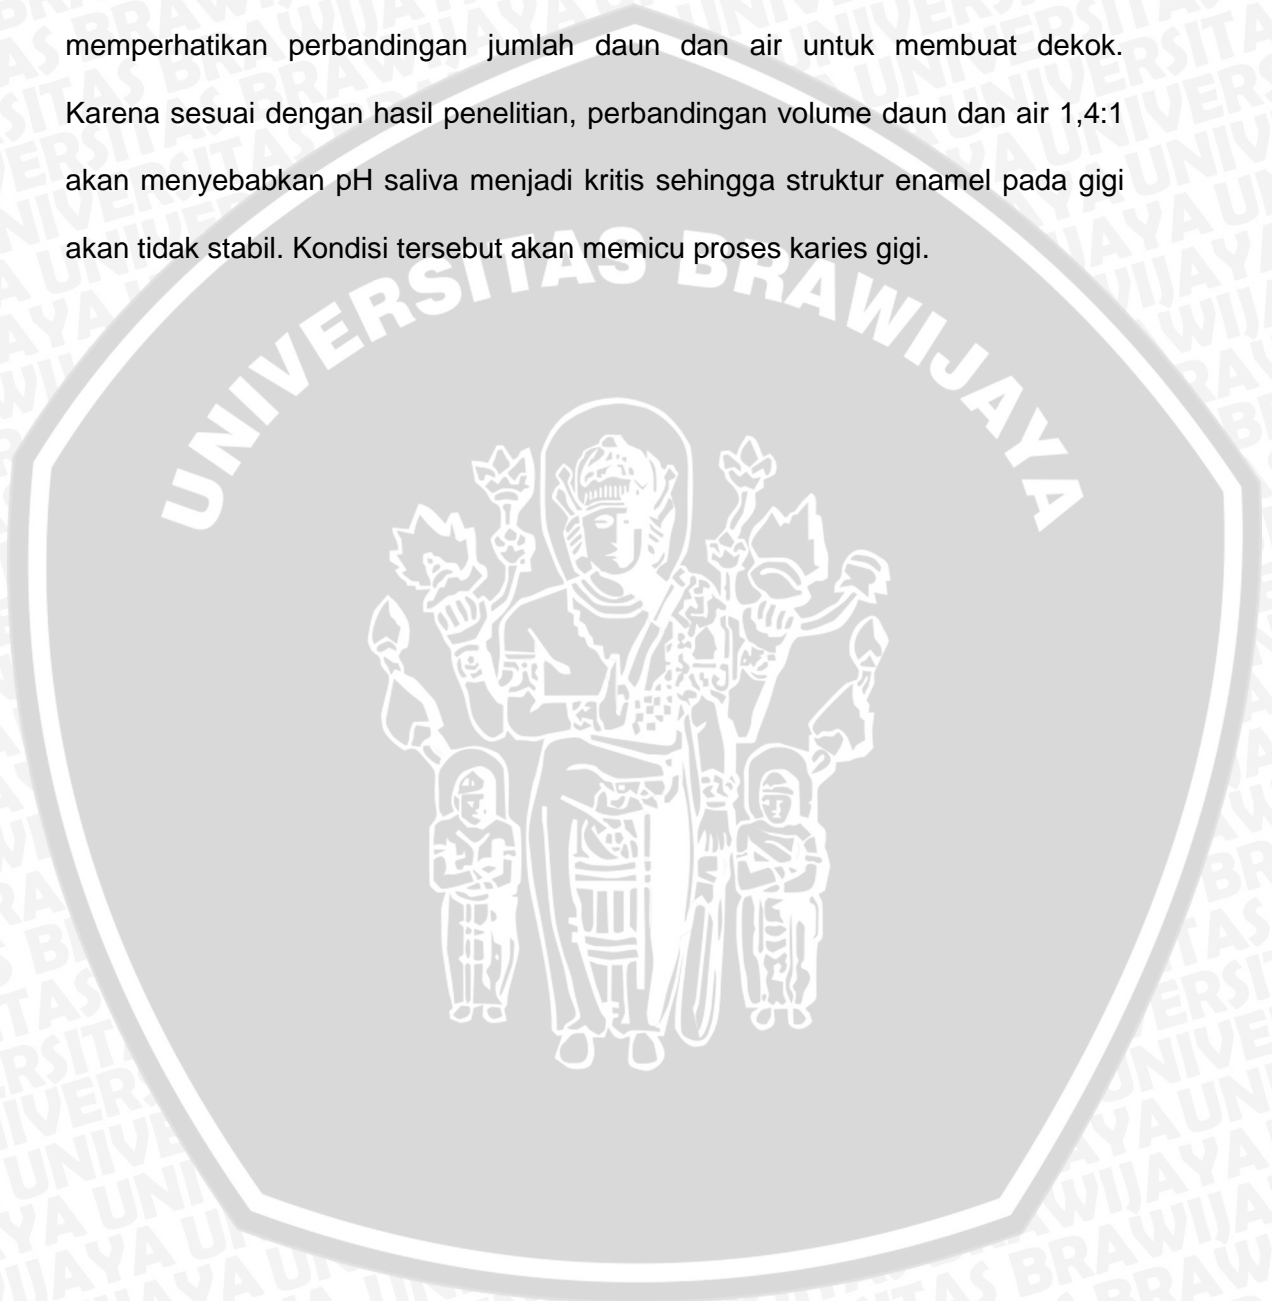 memperhatikan perbandingan jumlah daun dan air untuk membuat dekok.
Karena sesuai dengan hasil penelitian, perbandingan volume daun dan air 1,4:1
akan menyebabkan pH saliva menjadi kritis sehingga struktur enamel pada gigi
akan tidak stabil. Kondisi tersebut akan memicu proses karies gigi.
UNIVERSITAS BRAWIJAYA